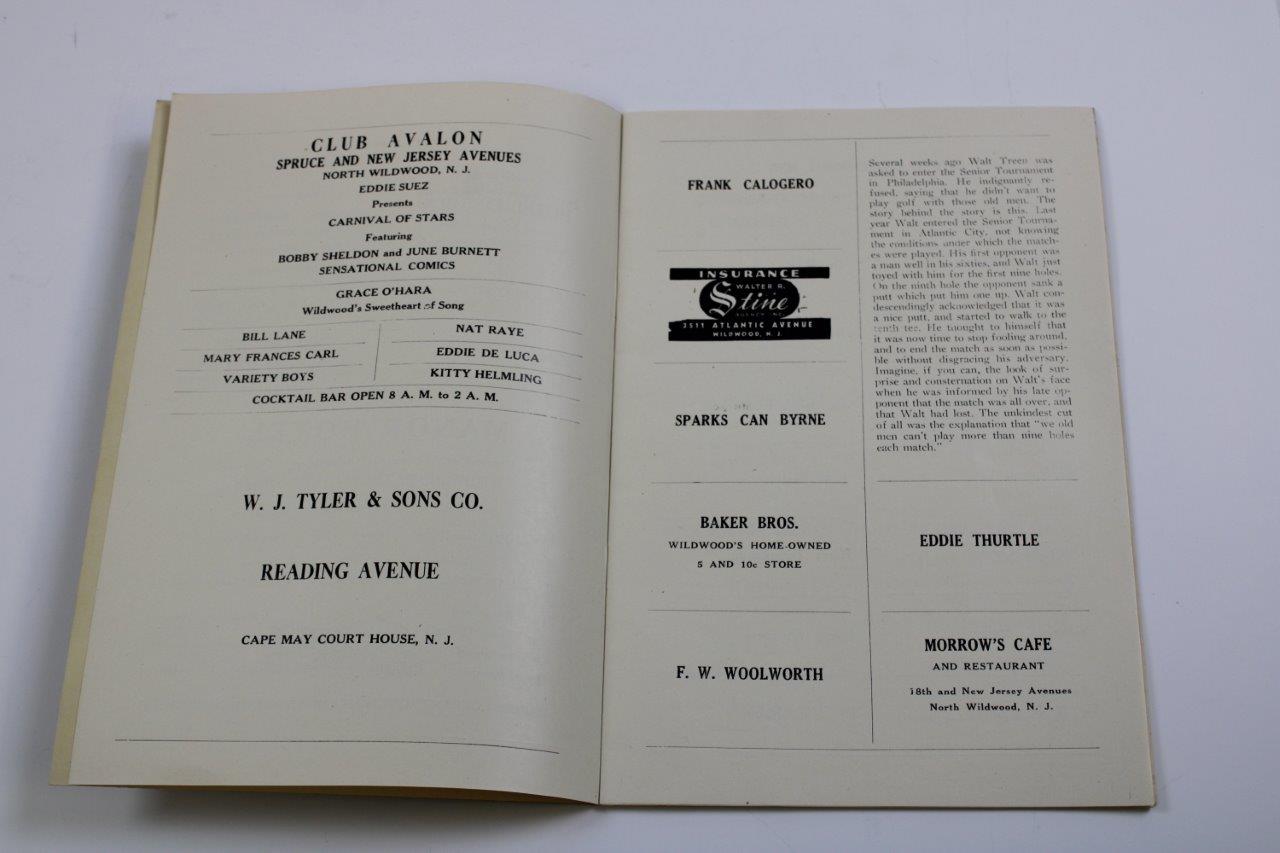 CLUB AVALON
SPRUCE AND NEW JERSEY AVENUES
NORTH WILDWOOD, N. J.
EDDIE SUEZ
Presents
CARNIVAL OF STARS
Featuring
BOBBY SHELDON and JUNE BURNETT
SENSATIONAL COMICS
GRACE O'HARA
Wildwood's Sweetheart of Song
BILL LANE
MARY FRANCES CARL
VARIETY BOYS
NAT RAYE
EDDIE DE LUCA
KITTY HELMLING
COCKTAIL BAR OPEN 8 A. M. to 2 A. M.
W. J. TYLER & SONS CO.
READING AVENUE
CAPE MAY COURT HOUSE, N. J.
FRANK CALOGERO
INSURANCE
WALTER R.
Stine
AGENCY INC.
3511 ATLANTIC AVENUE
WILDWOOD, N. J.
SPARKS CAN BYRNE
BAKER BROS.
WILDWOOD'S HOME-OWNED
5 AND 10c STORE
F. W. WOOLWORTH
Several weeks ago Walt Treen was
asked to enter the Senior Tournament
in Philadelphia. He indignantly re-
fused, saying that he didn't want to
play golf with those old men. The
story behind the story is this. Last
year Walt entered the Senior Tourna-
ment in Atlantic City, not knowing
the conditions under which the match-
es were played. His first opponent was
a man well in his sixties, and Walt just
toyed with him for the first nine holes.
On the ninth hole the opponent sank a
putt which put him one up. Walt con-
descendingly acknowledged that it was
a nice putt, and started to walk to the
tenth tee. He thought to himself that
it was now time to stop fooling around,
and to end the match as soon as possi-
ble without disgracing his adversary.
Imagine, if you can, the look of sur-
prise and consternation on Walt's face
when he was informed by his late op-
ponent that the match was all over, and
that Walt had lost. The unkindest cut
of all was the explanation that "we old
men can't play more than nine holes
each match."
EDDIE THURTLE
MORROW'S CAFE
AND RESTAURANT
18th and New Jersey Avenues
North Wildwood, N. J.